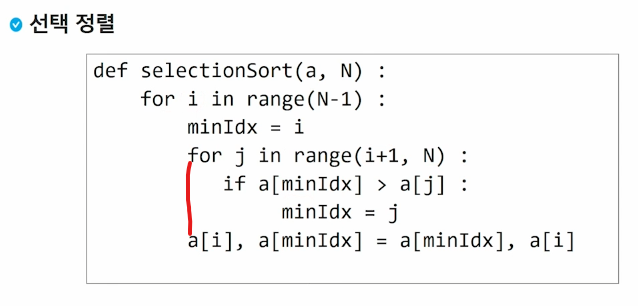 선택 정렬
def selectionSort(a, N) :
    for i in range(N-1) :
        minIdx = i
        for j in range(i+1, N) :
           if a[minIdx] > a[j] :
                minIdx = j
        a[i], a[minIdx] = a[minIdx], a[i]